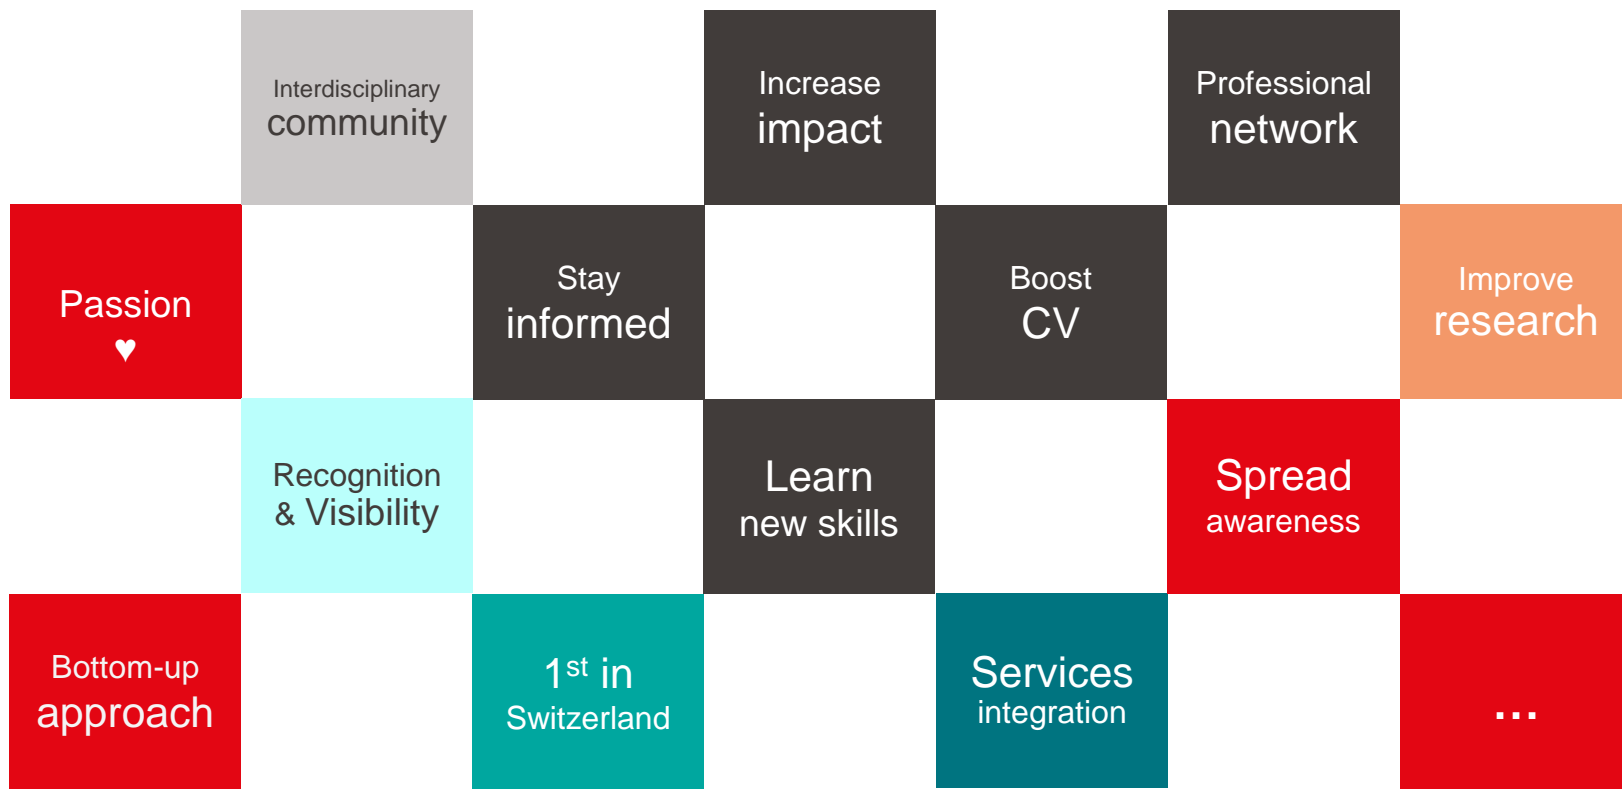 Interdisciplinary
community
Increase
impact
Professional
network
Passion
♥
Stay
informed
Boost
CV
Improve
research
Recognition
& Visibility
Learn
new skills
Spread
awareness
Bottom-up
approach
1st in
Switzerland
Services
integration
...